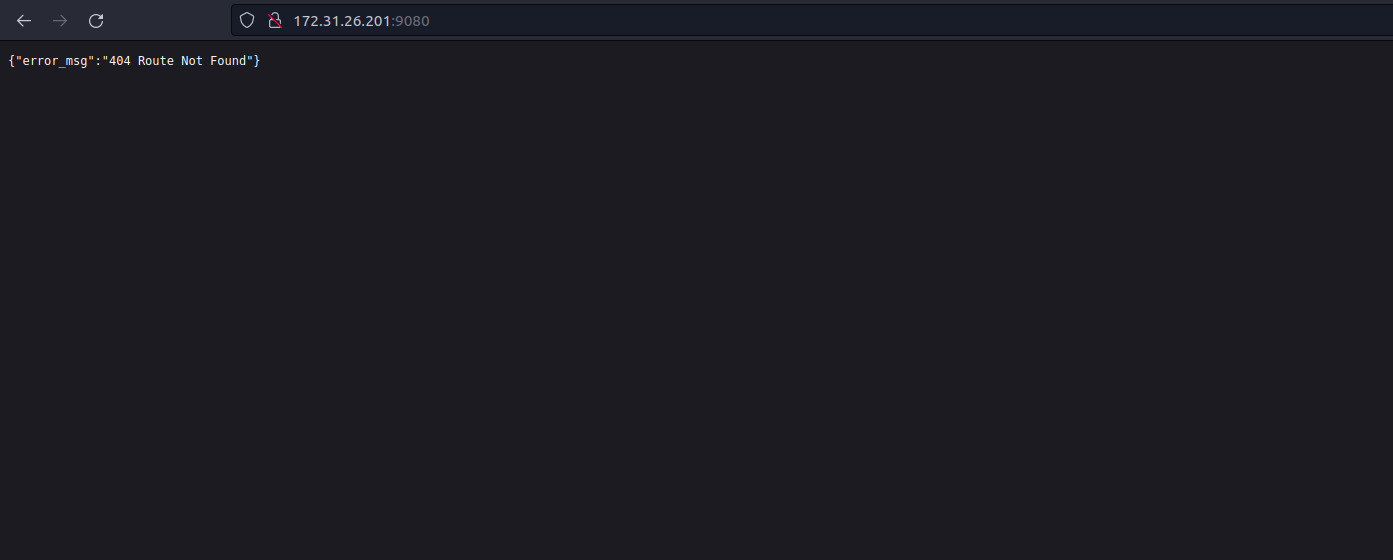 172.31.26.201:9080
{"error_msg":"404 Route Not Found"}